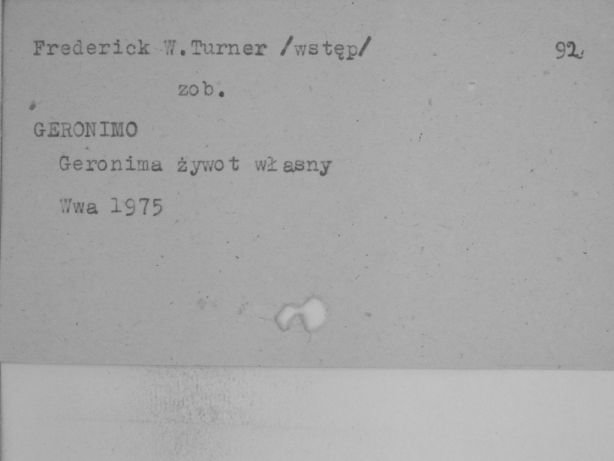 Frederick W.Turner /wstęp/ 92
zob.
GERONIMO
Geronima żywot własny
Wwa 1975